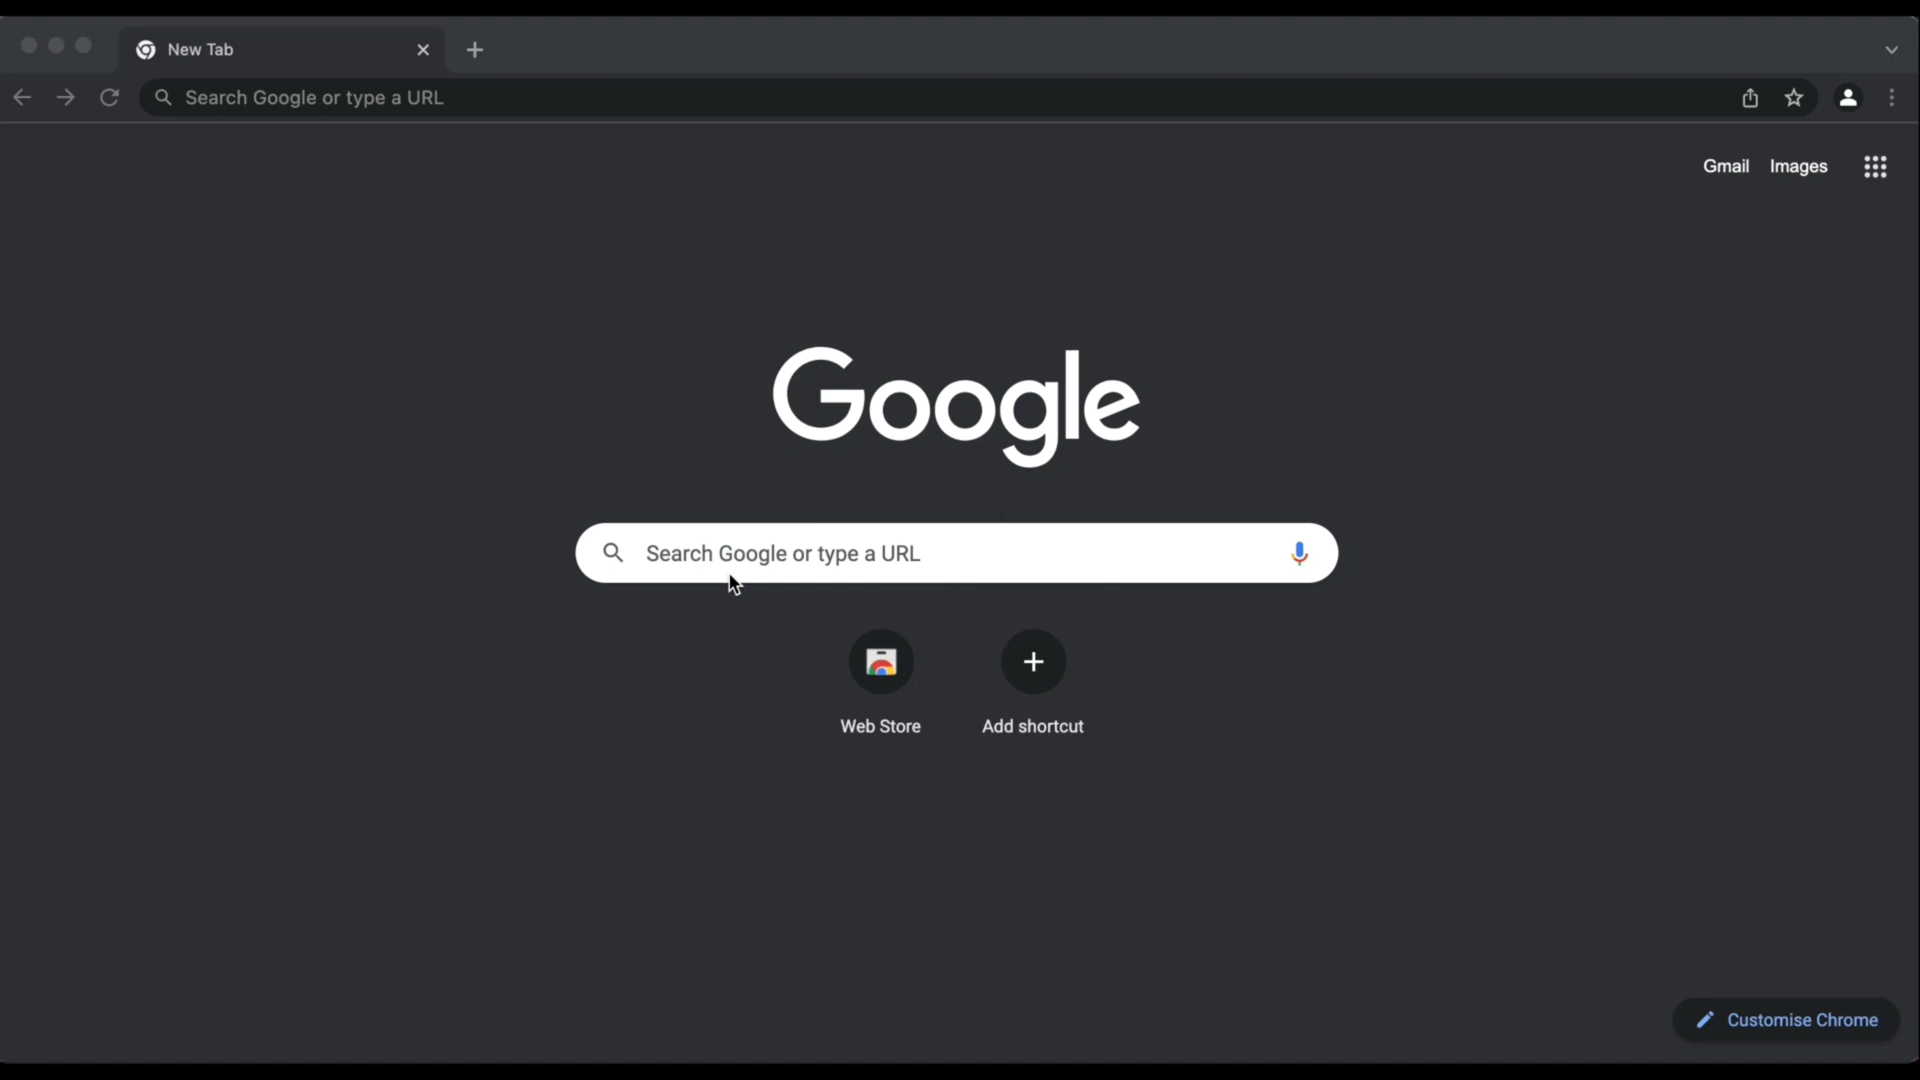 New Tab
Search Google or type a URL
Gmail Images
Google
Search Google or type a URL
Web Store Add shortcut
Customise Chrome